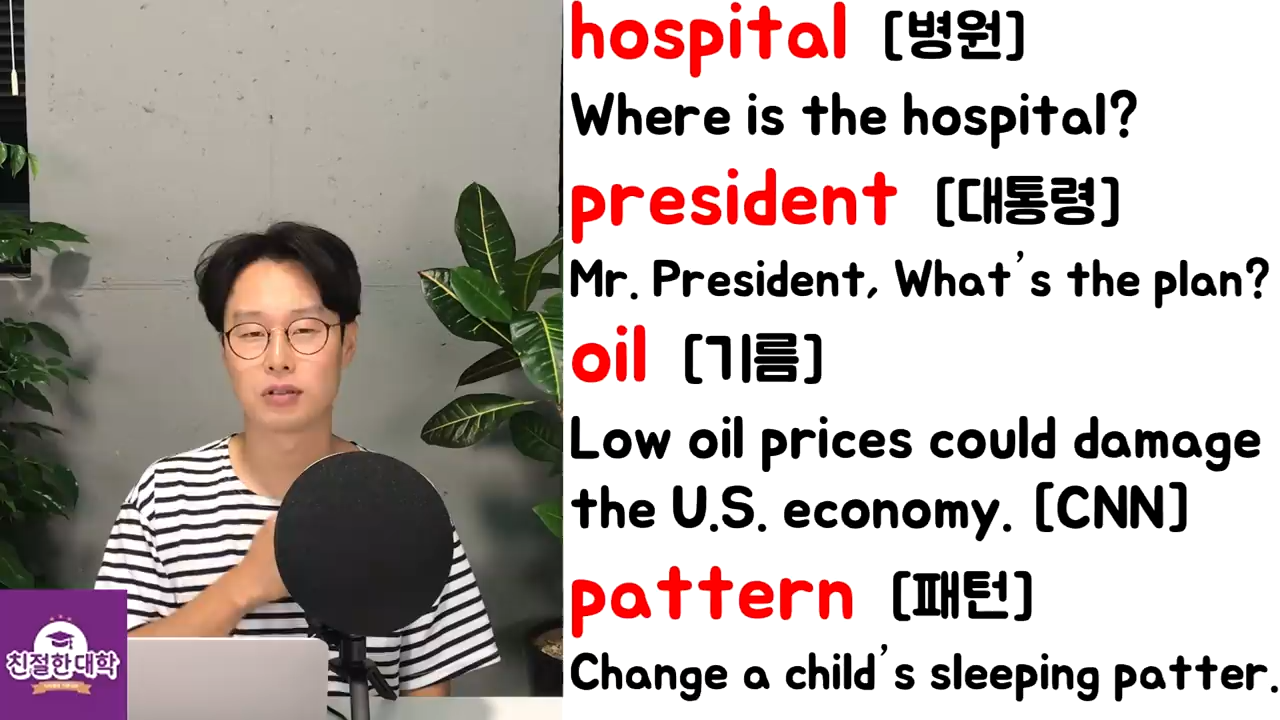 hospital [병원]
Where is the hospital?
president [대통령]
Mr. President, What's the plan?
oil [기름]
Low oil prices could damage
the U.S. economy. [CNN]
pattern [패턴]
Change a child's sleeping patter.
친절한대학